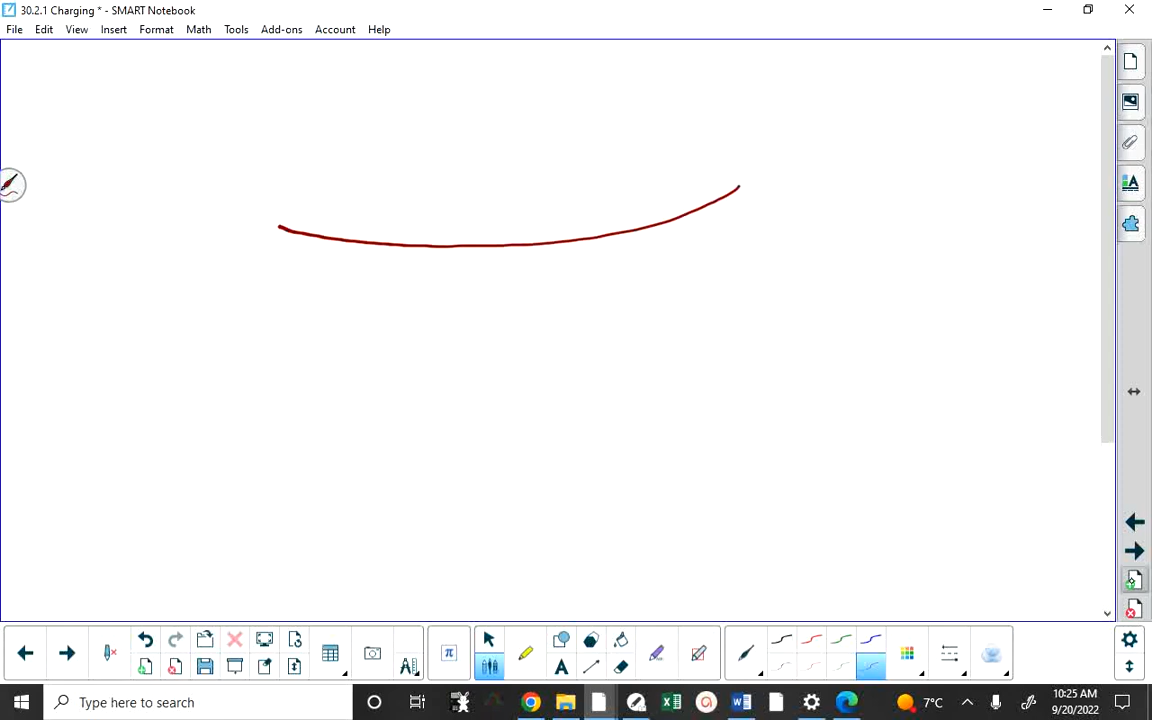 30.2.1 Charging * - SMART Notebook
File Edit View Insert Format Math Tools Add-ons Account Help
Type here to search
7°C
10:25 AM
9/20/2022